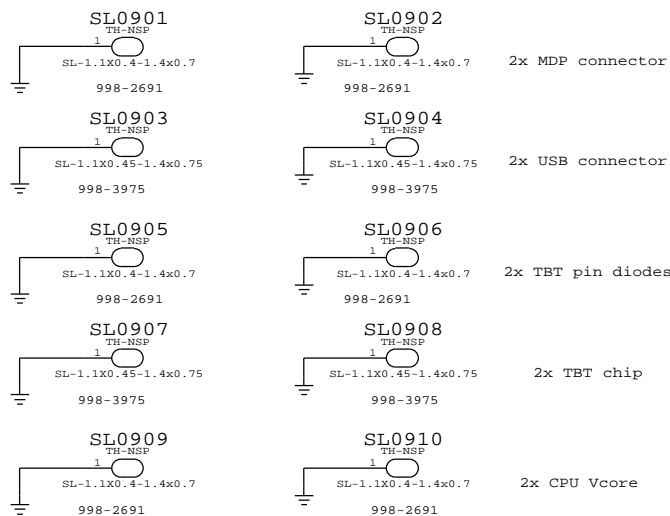 SL0901
TH-NSP
1
SL-1.1X0.4-1.4x0.7
998-2691
SL0902
TH-NSP
1
SL-1.1X0.4-1.4x0.7
998-2691
2x MDP connector
SL0903
TH-NSP
1
SL-1.1X0.45-1.4x0.75
998-3975
SL0904
TH-NSP
1
SL-1.1X0.45-1.4x0.75
998-3975
2x USB connector
SL0905
TH-NSP
1
SL-1.1X0.4-1.4x0.7
998-2691
SL0906
TH-NSP
1
SL-1.1X0.4-1.4x0.7
998-2691
2x TBT pin diodes
SL0907
TH-NSP
1
SL-1.1X0.45-1.4x0.75
998-3975
SL0908
TH-NSP
1
SL-1.1X0.45-1.4x0.75
998-3975
2x TBT chip
SL0909
TH-NSP
1
SL-1.1X0.4-1.4x0.7
998-2691
SL0910
TH-NSP
1
SL-1.1X0.4-1.4x0.7
998-2691
2x CPU Vcore